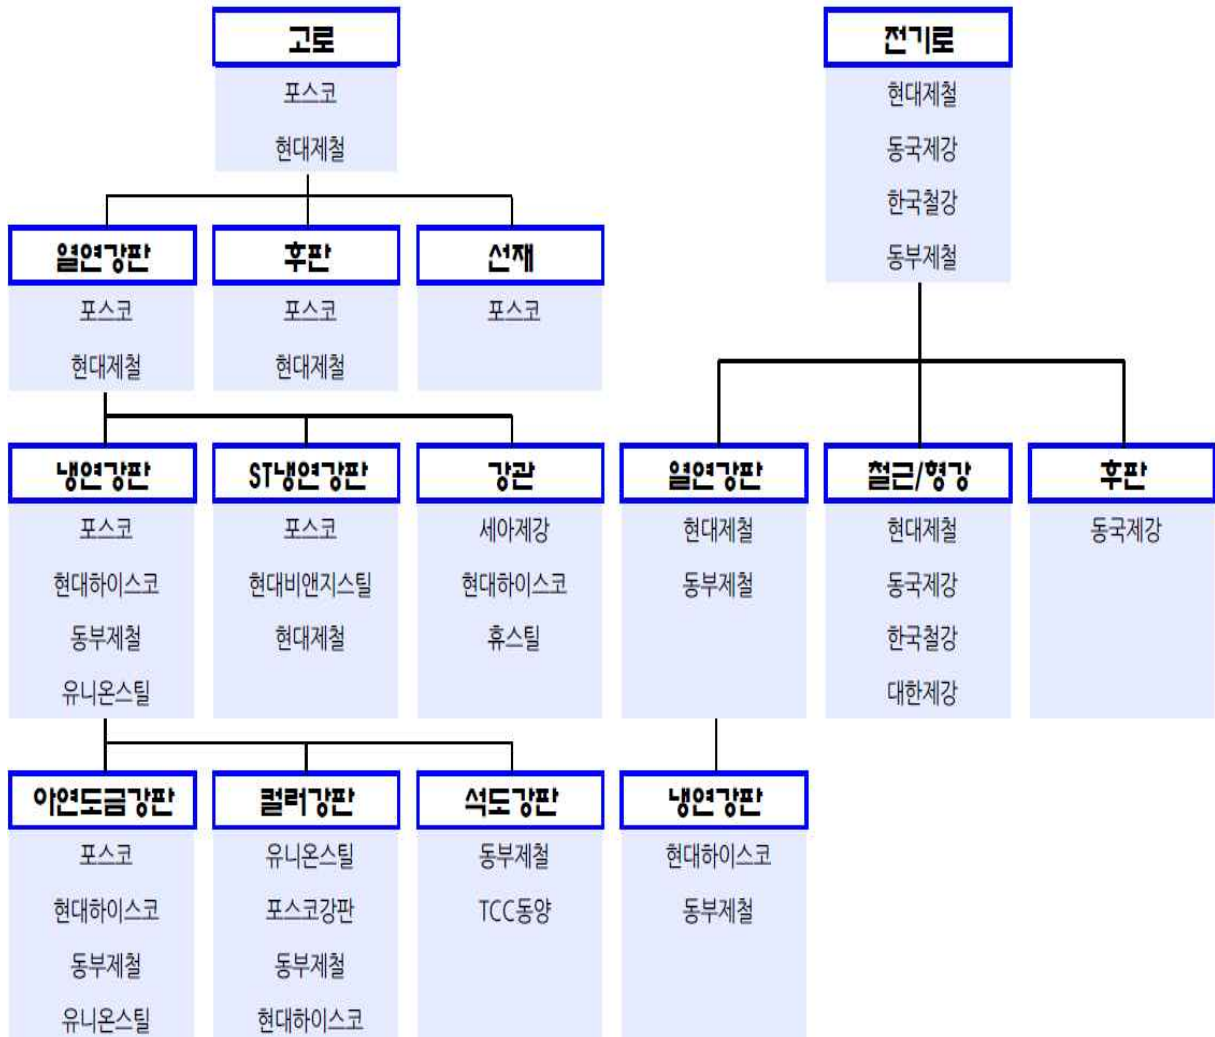 고로
포스코
현대제철
전기로
현대제철
동국제강
한국철강
동부제철
열연강판
포스코
현대제철
후판
포스코
현대제철
선재
포스코
냉연강판
포스코
현대하이스코
동부제철
유니온스틸
ST냉연강판
포스코
현대비앤지스틸
현대제철
강관
세아제강
현대하이스코
휴스틸
열연강판
현대제철
동부제철
철근/형강
현대제철
동국제강
한국철강
대한제강
후판
동국제강
아연도금강판
포스코
현대하이스코
동부제철
유니온스틸
컬러강판
유니온스틸
포스코강판
동부제철
현대하이스코
석도강판
동부제철
TCC동양
냉연강판
현대하이스코
동부제철